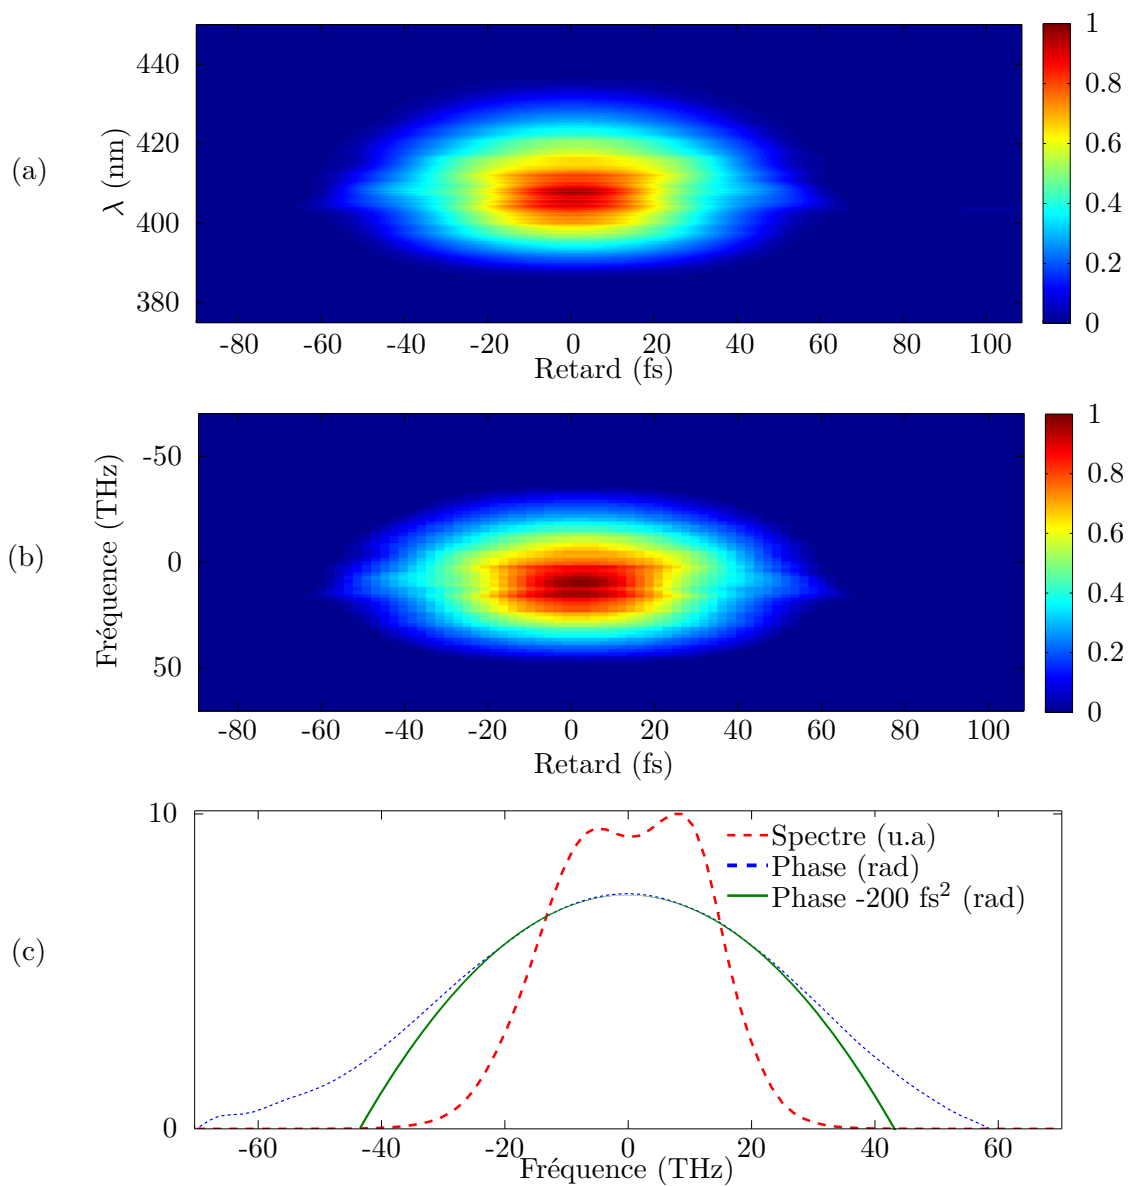 (a)
λ (nm)
440
420
400
380
-80 -60 -40 -20 0 20 40 60 80 100
Retard (fs)
1
0.8
0.6
0.4
0.2
0
(b)
Fréquence (THz)
-50
0
50
-80 -60 -40 -20 0 20 40 60 80 100
Retard (fs)
1
0.8
0.6
0.4
0.2
0
(c)
10
0
Spectre (u.a)
Phase (rad)
Phase -200 fs² (rad)
-60 -40 -20 0 20 40 60
Fréquence (THz)